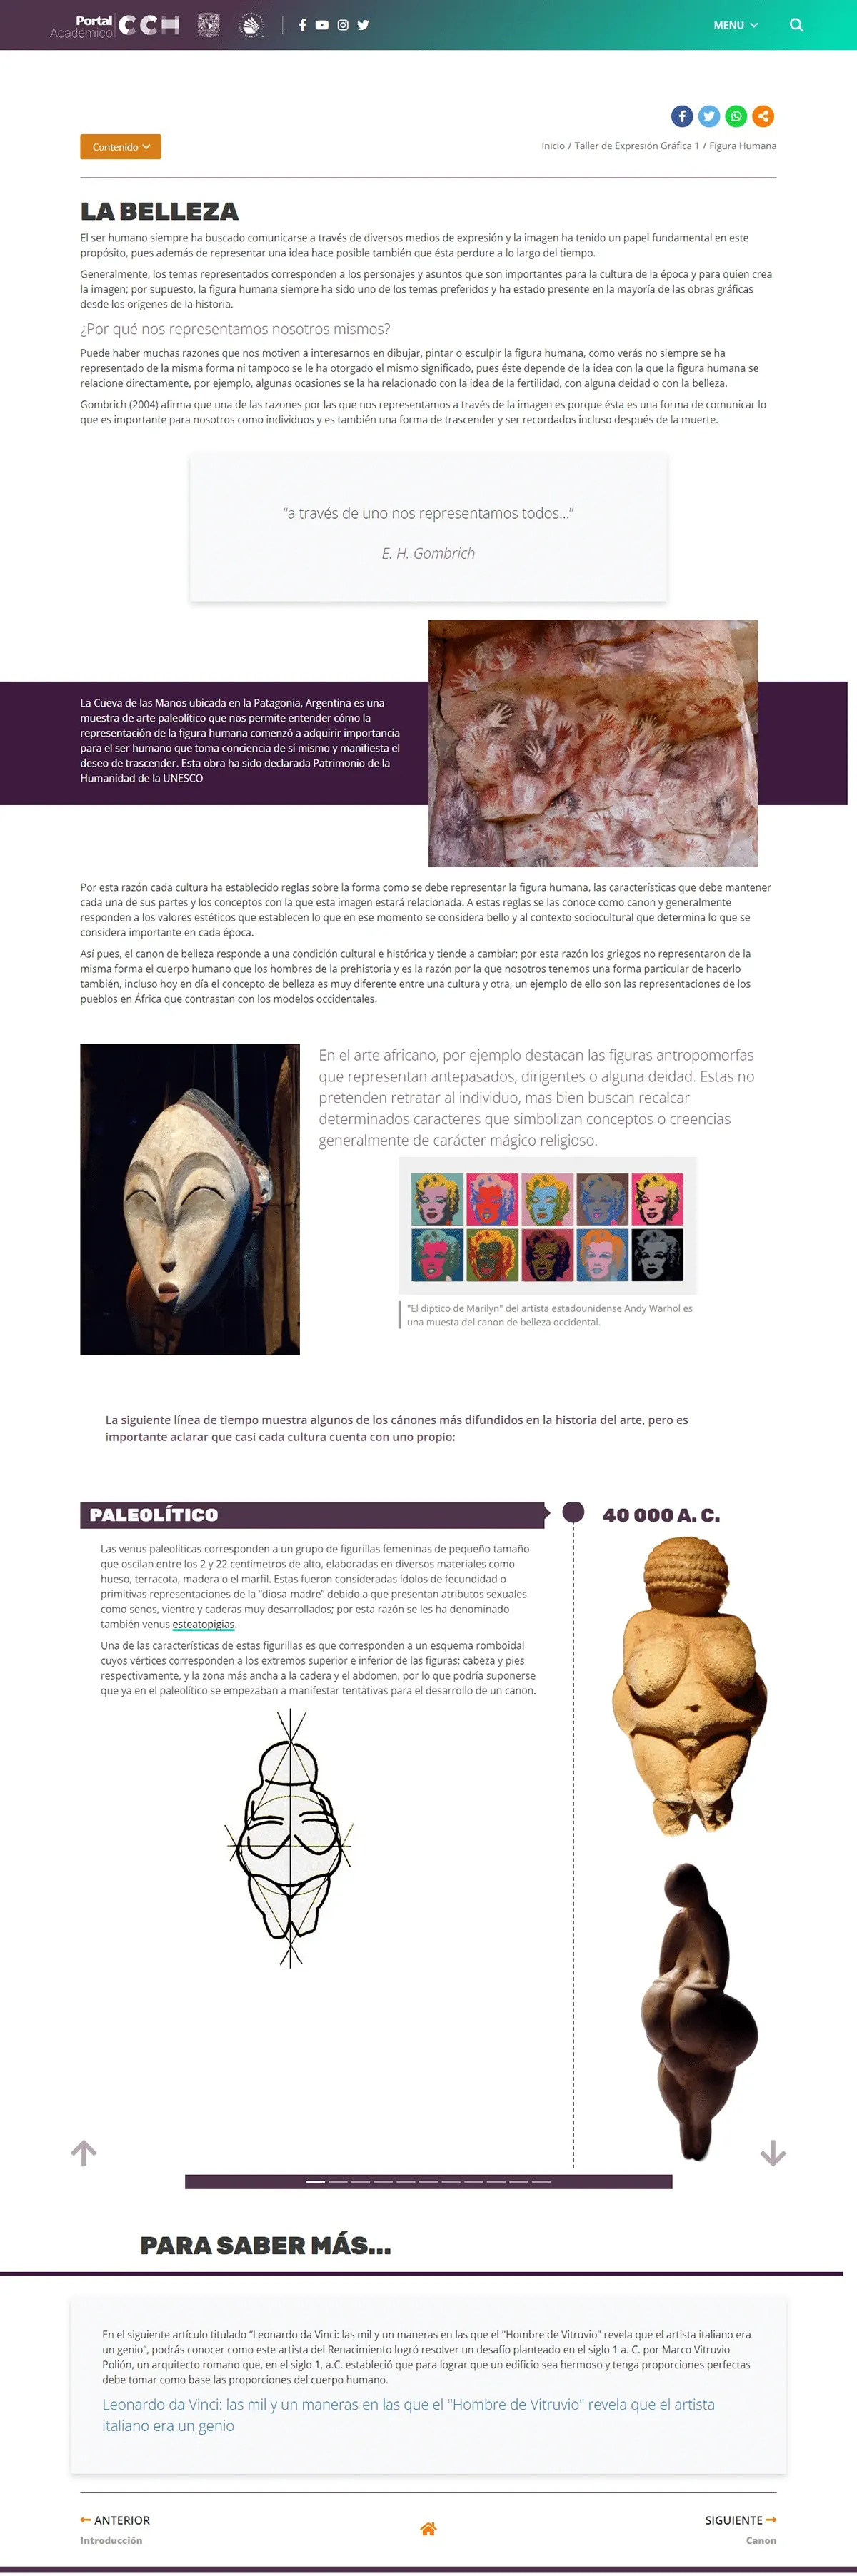 Portal
Académico
CCH
MENU
Contenido
Inicio / Taller de Expresión Gráfica 1 / Figura Humana
LA BELLEZA
El ser humano siempre ha buscado comunicarse a través de diversos medios de expresión y la imagen ha tenido un papel fundamental en este
propósito, pues además de representar una idea hace posible también que ésta perdure a lo largo del tiempo.
Generalmente, los temas representados corresponden a los personajes y asuntos que son importantes para la cultura de la época y para quien crea
la imagen; por supuesto, la figura humana siempre ha sido uno de los temas preferidos y ha estado presente en la mayoría de las obras gráficas
desde los orígenes de la historia.
¿Por qué nos representamos nosotros mismos?
Puede haber muchas razones que nos motiven a interesarnos en dibujar, pintar o esculpir la figura humana, como verás no siempre se ha
representado de la misma forma ni tampoco se le ha otorgado el mismo significado, pues éste depende de la idea con la que la figura humana se
relacione directamente, por ejemplo, algunas ocasiones se la ha relacionado con la idea de la fertilidad, con alguna deidad o con la belleza.
Gombrich (2004) afirma que una de las razones por las que nos representamos a través de la imagen es porque ésta es una forma de comunicar lo
que es importante para nosotros como individuos y es también una forma de trascender y ser recordados incluso después de la muerte.
“a través de uno nos representamos todos...”
E. H. Gombrich
La Cueva de las Manos ubicada en la Patagonia, Argentina es una
muestra de arte paleolítico que nos permite entender cómo la
representación de la figura humana comenzó a adquirir importancia
para el ser humano que toma conciencia de sí mismo y manifiesta el
deseo de trascender. Esta obra ha sido declarada Patrimonio de la
Humanidad de la UNESCO
Por esta razón cada cultura ha establecido reglas sobre la forma como se debe representar la figura humana, las características que debe mantener
cada una de sus partes y los conceptos con la que esta imagen estará relacionada. A estas reglas se las conoce como canon y generalmente
responden a los valores estéticos que establecen lo que en ese momento se considera bello y al contexto sociocultural que determina lo que se
considera importante en cada época.
Así pues, el canon de belleza responde a una condición cultural e histórica y tiende a cambiar; por esta razón los griegos no representaron de la
misma forma el cuerpo humano que los hombres de la prehistoria y es la razón por la que nosotros tenemos una forma particular de hacerlo
también, incluso hoy en día el concepto de belleza es muy diferente entre una cultura y otra, un ejemplo de ello son las representaciones de los
pueblos en África que contrastan con los modelos occidentales.
En el arte africano, por ejemplo destacan las figuras antropomorfas
que representan antepasados, dirigentes o alguna deidad. Estas no
pretenden retratar al individuo, mas bien buscan recalcar
determinados caracteres que simbolizan conceptos o creencias
generalmente de carácter mágico religioso.
"El díptico de Marilyn" del artista estadounidense Andy Warhol es
una muesta del canon de belleza occidental.
La siguiente línea de tiempo muestra algunos de los cánones más difundidos en la historia del arte, pero es
importante aclarar que casi cada cultura cuenta con uno propio:
PALEOLÍTICO
40 000 A. C.
Las venus paleolíticas corresponden a un grupo de figurillas femeninas de pequeño tamaño
que oscilan entre los 2 y 22 centímetros de alto, elaboradas en diversos materiales como
hueso, terracota, madera o el marfil. Estas fueron consideradas ídolos de fecundidad o
primitivas representaciones de la “diosa-madre” debido a que presentan atributos sexuales
como senos, vientre y caderas muy desarrollados; por esta razón se les ha denominado
también venus esteatopigias.
Una de las características de estas figurillas es que corresponden a un esquema romboidal
cuyos vértices corresponden a los extremos superior e inferior de las figuras; cabeza y pies
respectivamente, y la zona más ancha a la cadera y el abdomen, por lo que podría suponerse
que ya en el paleolítico se empezaban a manifestar tentativas para el desarrollo de un canon.
PARA SABER MÁS...
En el siguiente artículo titulado “Leonardo da Vinci: las mil y un maneras en las que el "Hombre de Vitruvio" revela que el artista italiano era
un genio”, podrás conocer como este artista del Renacimiento logró resolver un desafío planteado en el siglo 1 a. C. por Marco Vitruvio
Polión, un arquitecto romano que, en el siglo 1, a.C. estableció que para lograr que un edificio sea hermoso y tenga proporciones perfectas
debe tomar como base las proporciones del cuerpo humano.
Leonardo da Vinci: las mil y un maneras en las que el "Hombre de Vitruvio" revela que el artista
italiano era un genio
ANTERIOR
Introducción
SIGUIENTE
Canon